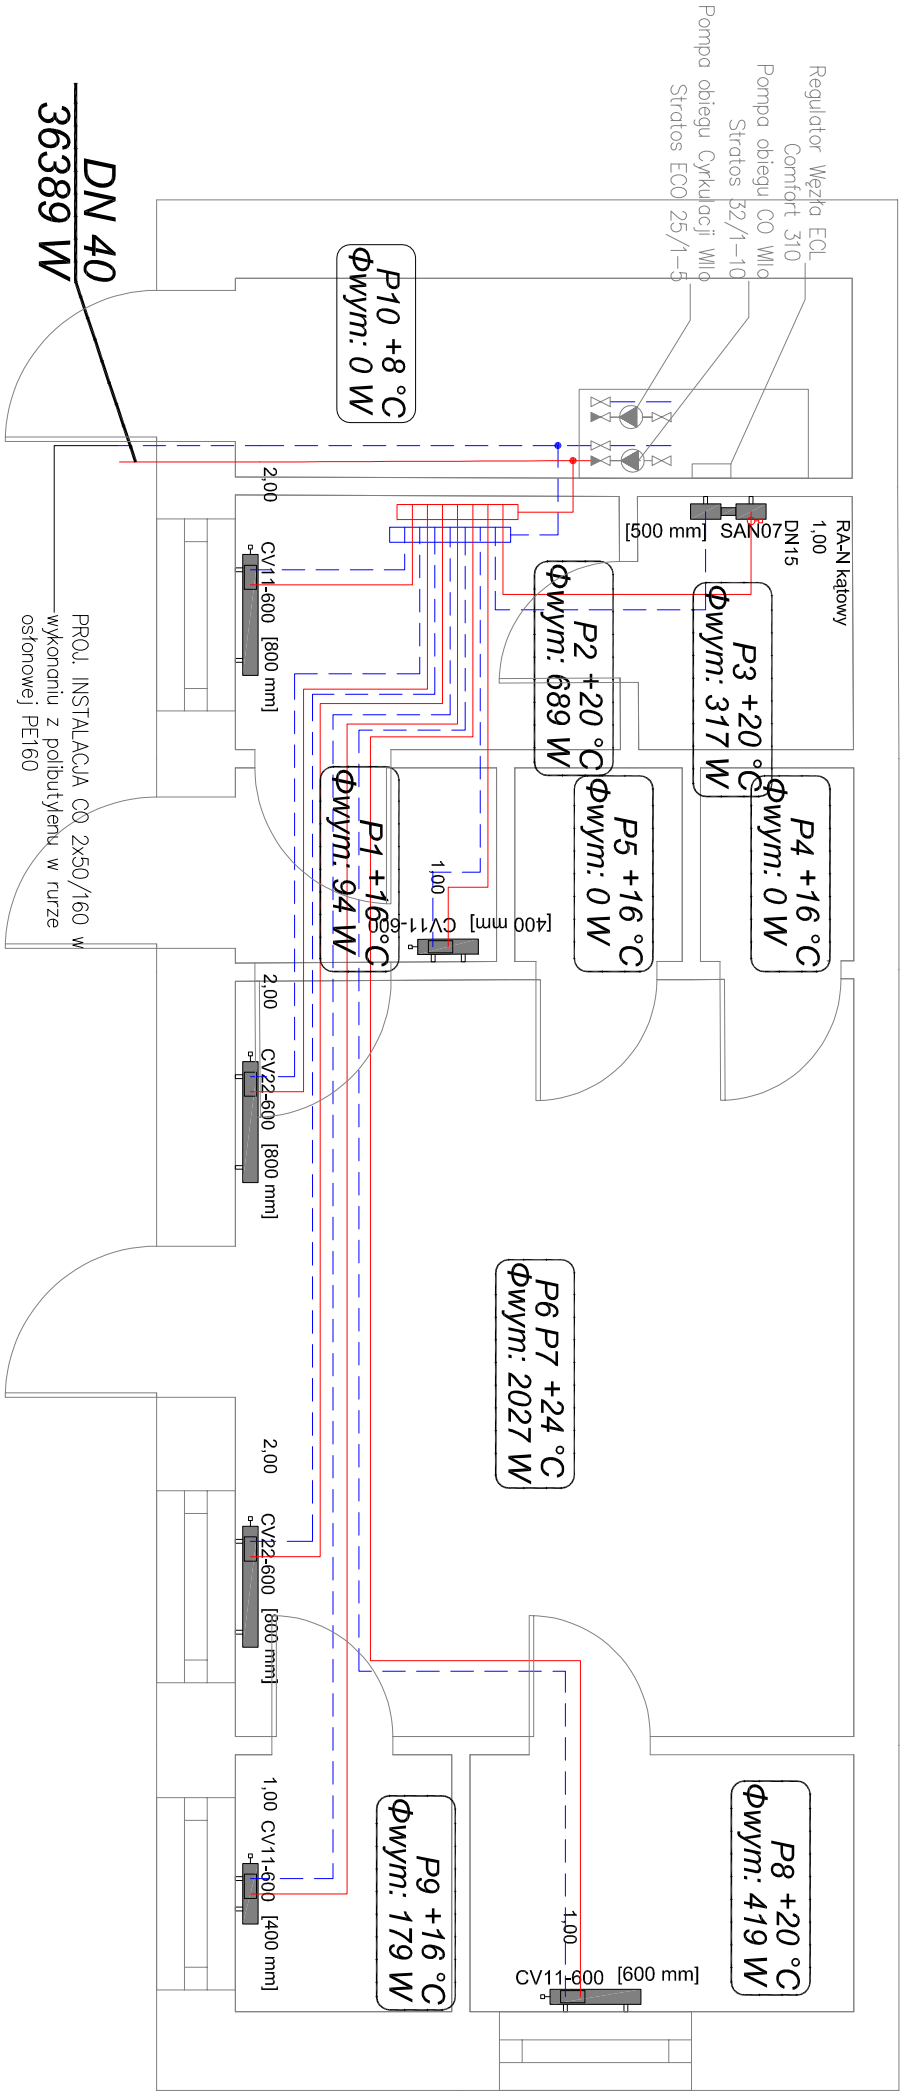 Regulator Węzła ECL
Comfort 310
Pompa obiegu CO Wilo
Stratos 32/1-10
Pompa obiegu Cyrkulacji Wilo
Stratos ECO 25/1-5
DN 40
36389 W
P10 +8 °C
Φwym: 0 W
2,00
CV11-600 [800 mm]
[500 mm] SAN07
RA-N kątowy
1,00
DN15
P3 +20 °C
Φwym: 317 W
P2 +20 °C
Φwym: 689 W
P4 +16 °C
Φwym: 0 W
P5 +16 °C
Φwym: 0 W
P1 +16 °C
Φwym: 94 W
1,00
CV11-600 [400 mm]
PROJ. INSTALACJA CO 2x50/160 w
wykonaniu z polibutylenu w rurze
osłonowej PE160
2,00
CV22-600 [800 mm]
P6 P7 +24 °C
Φwym: 2027 W
2,00
CV22-600 [800 mm]
P8 +20 °C
Φwym: 419 W
1,00
CV11-600 [600 mm]
P9 +16 °C
Φwym: 179 W
1,00
CV11-600 [400 mm]